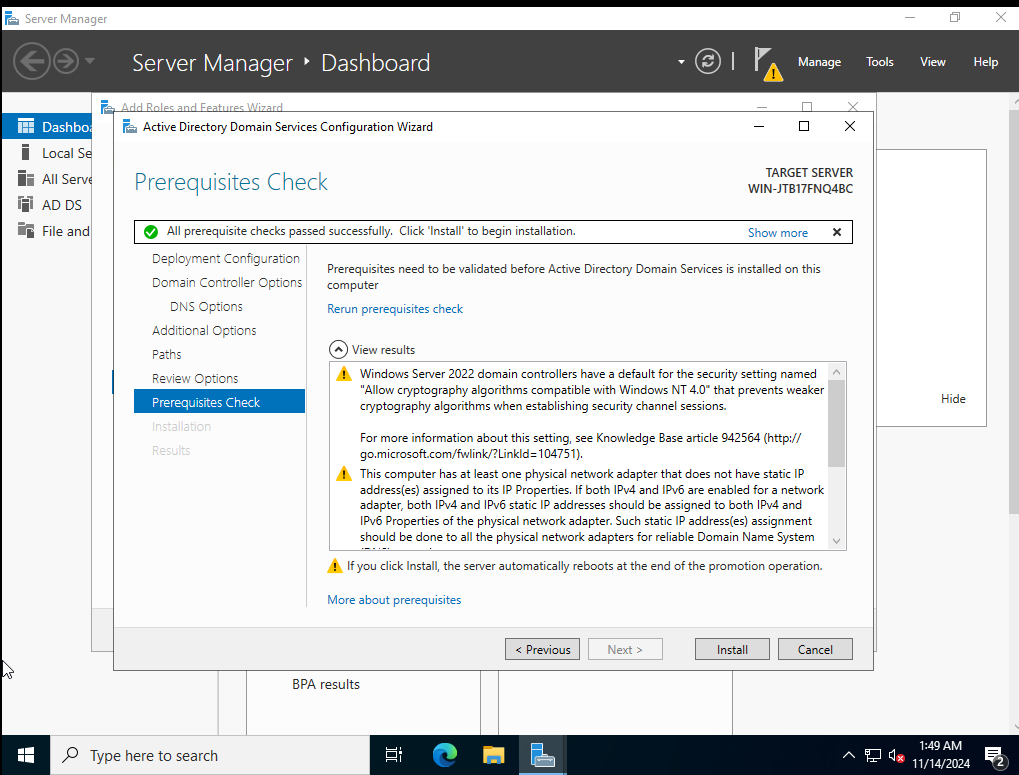 Server Manager
Server Manager • Dashboard
Manage
Tools
View
Help
Add Roles and Features Wizard
Dashboa
Local Se
All Serve
AD DS
File and
Active Directory Domain Services Configuration Wizard
Prerequisites Check
TARGET SERVER
WIN-JTB17FNQ4BC
All prerequisite checks passed successfully. Click 'Install' to begin installation.
Show more
Deployment Configuration
Domain Controller Options
DNS Options
Additional Options
Paths
Review Options
Prerequisites Check
Installation
Results
Prerequisites need to be validated before Active Directory Domain Services is installed on this
computer
Rerun prerequisites check
View results
Windows Server 2022 domain controllers have a default for the security setting named
"Allow cryptography algorithms compatible with Windows NT 4.0" that prevents weaker
cryptography algorithms when establishing security channel sessions.
For more information about this setting, see Knowledge Base article 942564 (http://
go.microsoft.com/fwlink/?LinkId=104751).
This computer has at least one physical network adapter that does not have static IP
address(es) assigned to its IP Properties. If both IPv4 and IPv6 are enabled for a network
adapter, both IPv4 and IPv6 static IP addresses should be assigned to both IPv4 and
IPv6 Properties of the physical network adapter. Such static IP address(es) assignment
should be done to all the physical network adapters for reliable Domain Name System
If you click Install, the server automatically reboots at the end of the promotion operation.
More about prerequisites
< Previous
Next >
Install
Cancel
Hide
BPA results
Type here to search
1:49 AM
11/14/2024
2